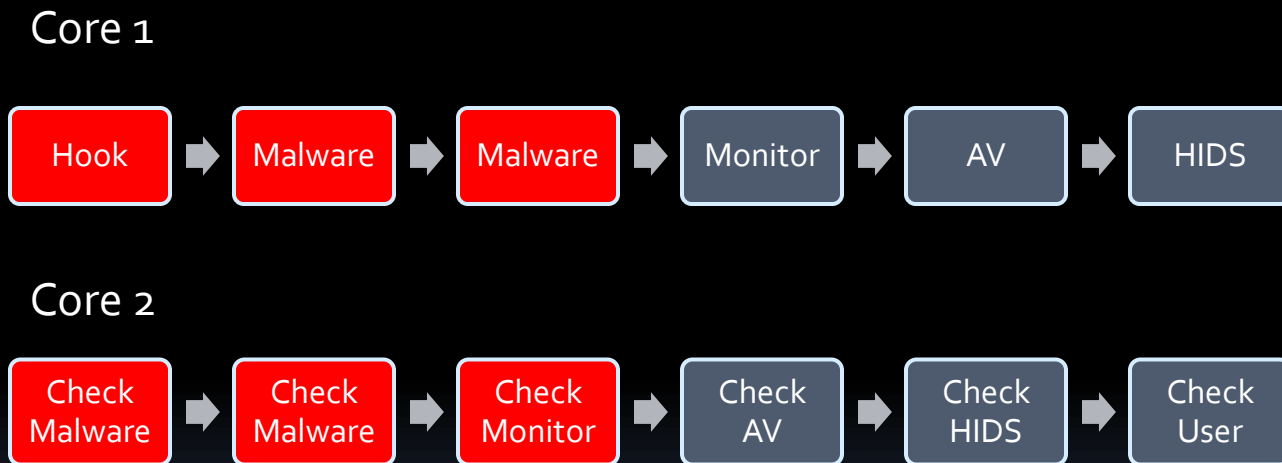 Core 1
Hook
Malware
Malware
Monitor
AV
HIDS
Core 2
Check
Malware
Check
Malware
Check
Monitor
Check
AV
Check
HIDS
Check
User